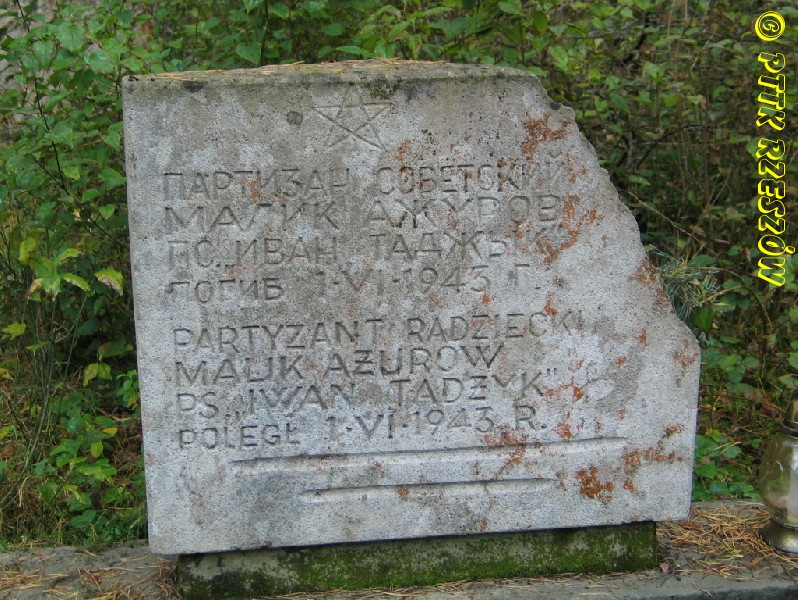 ПАРТИЗАН СОВЕТСКИЙ
МАЛИК АЖУРОВ
ПС„ИВАН ТАДЖЫК"
ПОГИБ 1·VI·1943 Г.
PARTYZANT RADZIECKI
MALIK AŻUROW
PS„IWAN TADŻYK"
POLEGŁ 1·VI·1943 R.
© PTTK RZESZÓW